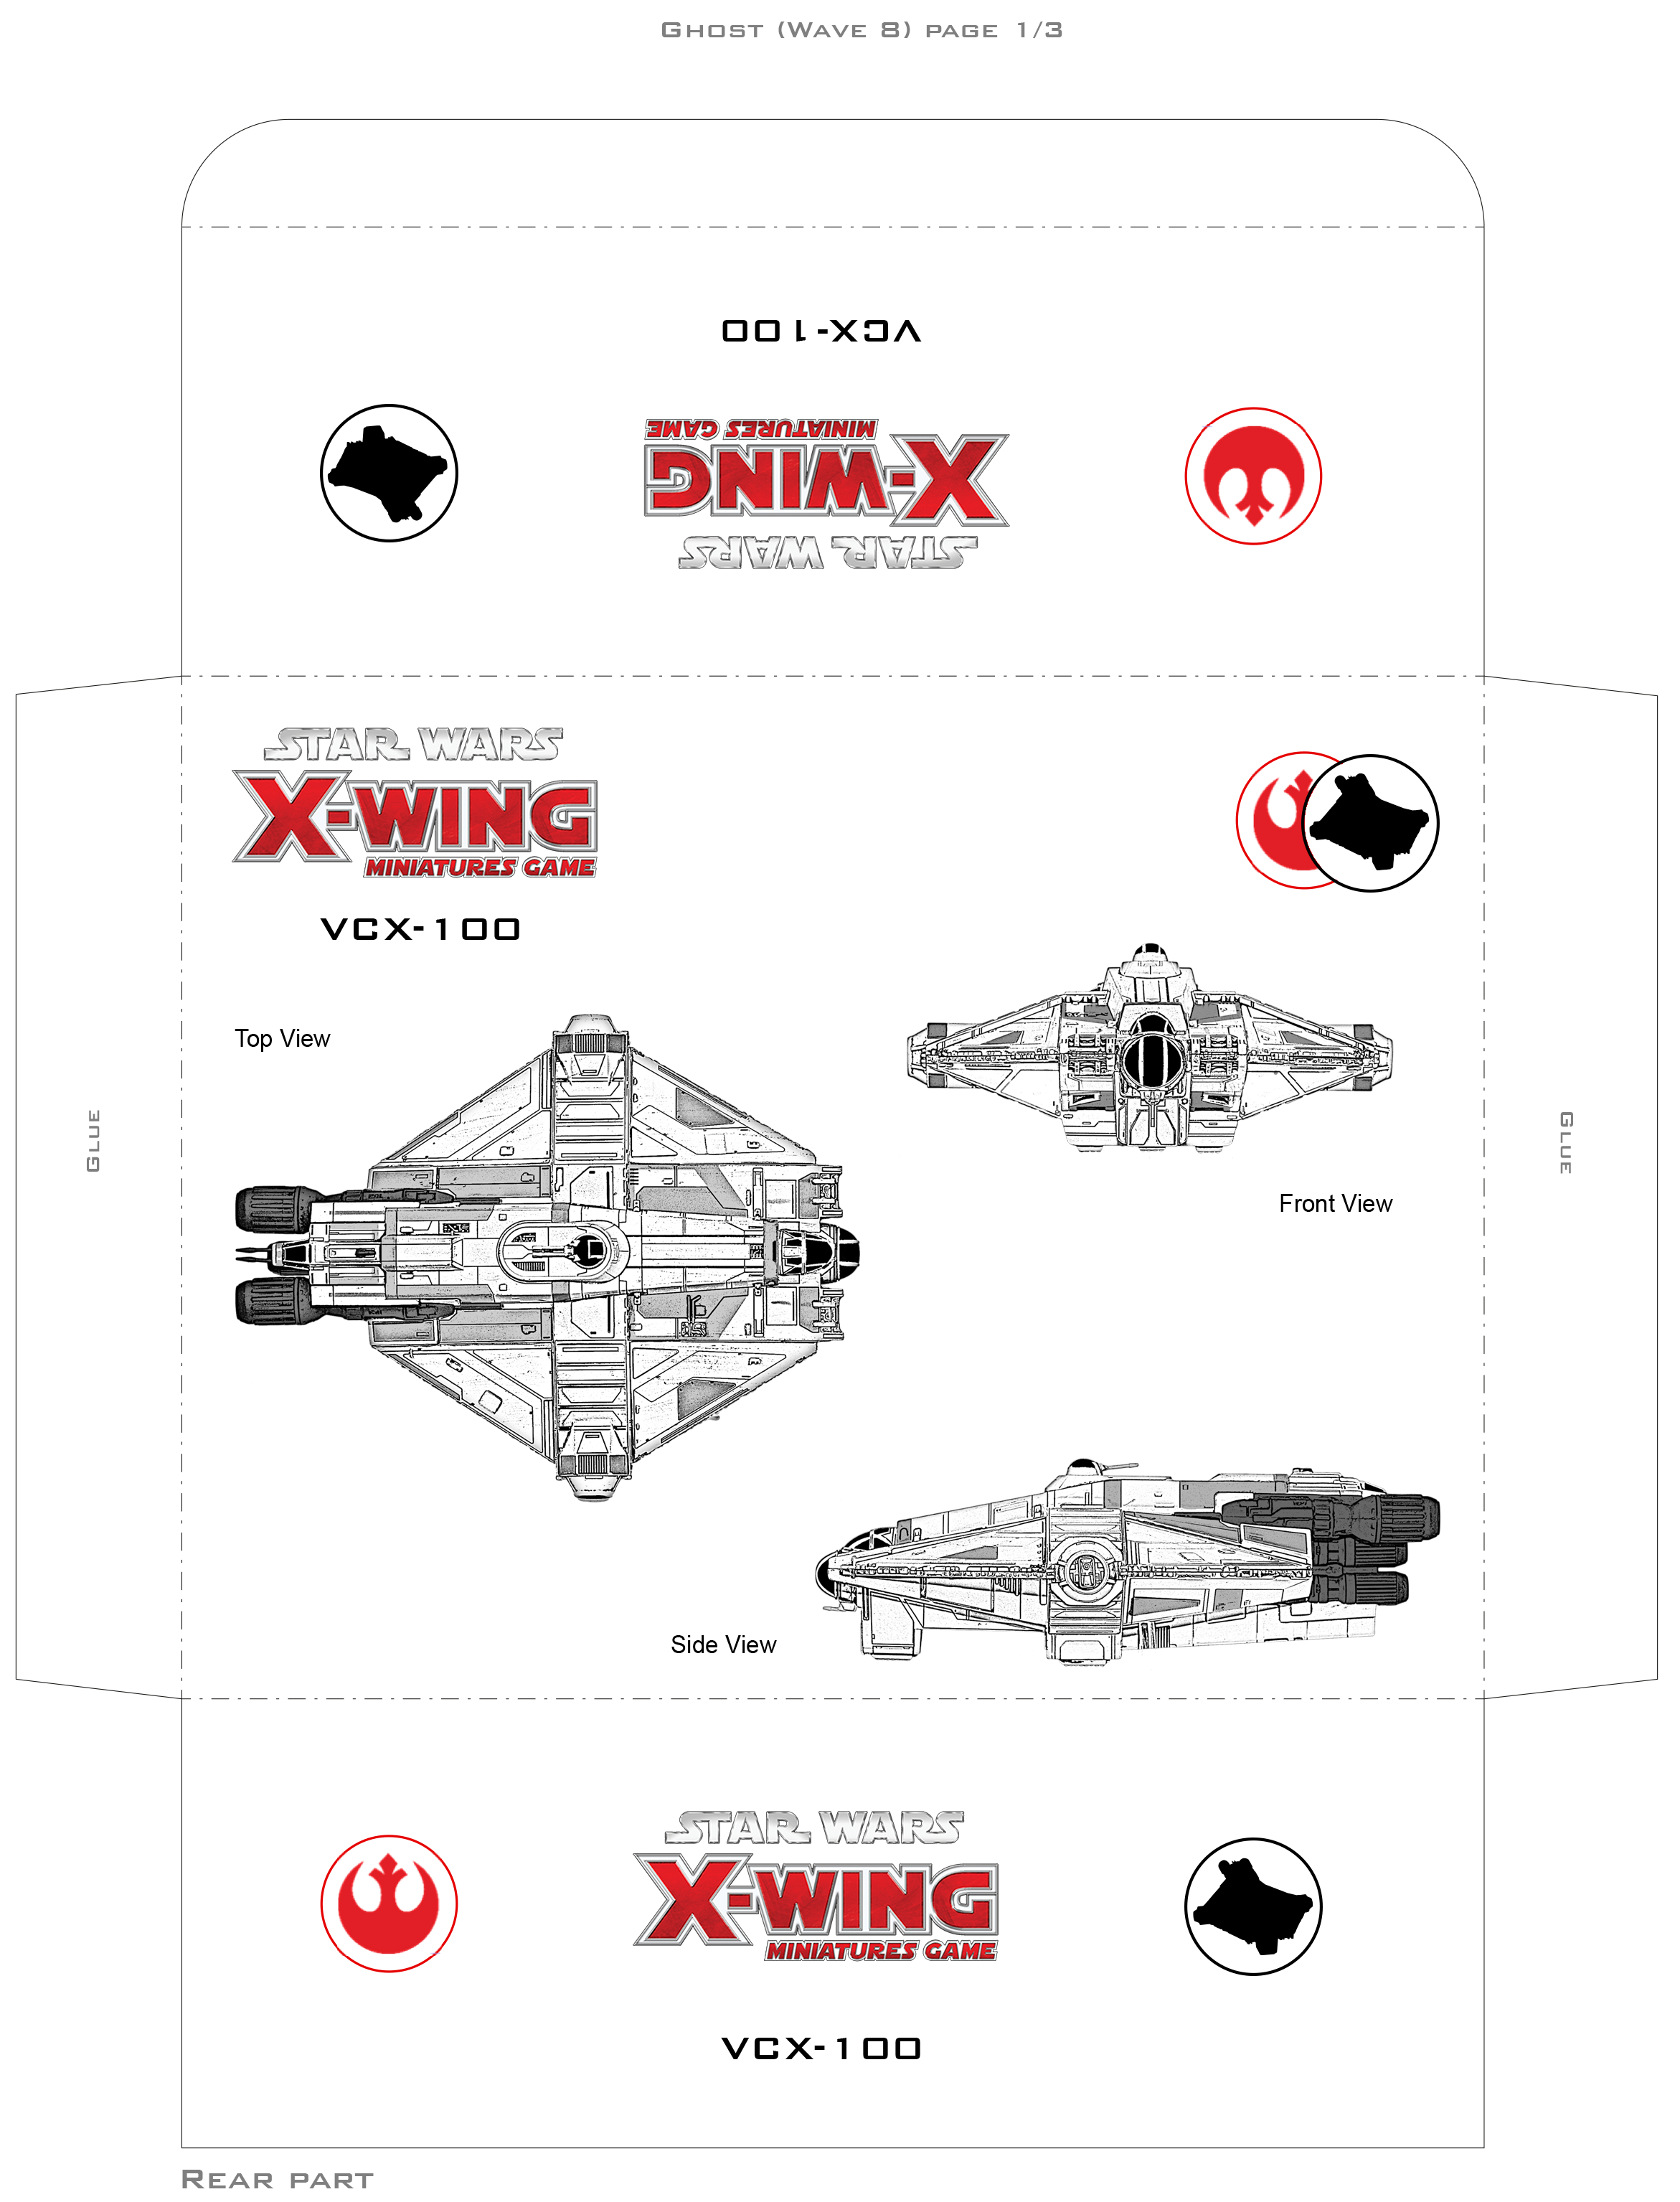 Ghost (Wave 8) page 1/3
VCX-100
MINIATURES GAME
X-WING
STAR WARS
STAR WARS
X-WING
MINIATURES GAME
VCX-100
Top View
Glue
Glue
Front View
Side View
STAR WARS
X-WING
MINIATURES GAME
VCX-100
Rear part